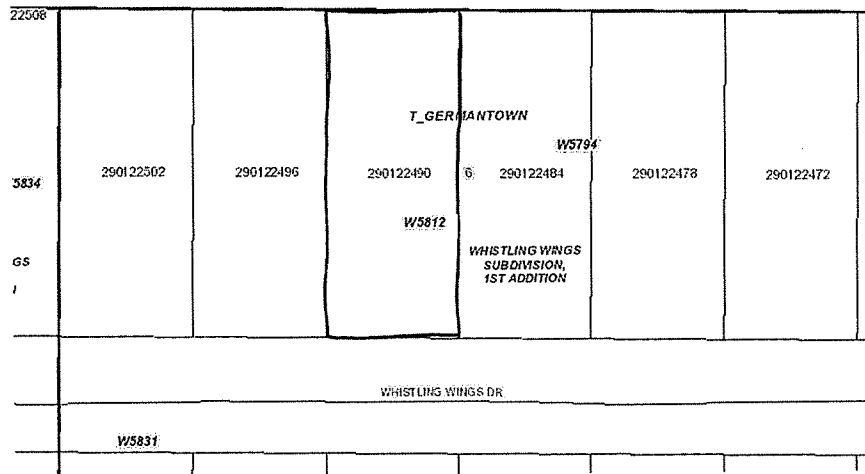 22508
T_GERMANTOWN
W5794
5834
290122502
290122496
290122490
6
290122484
290122478
290122472
W5812
GS
I
WHISTLING WINGS
SUBDIVISION,
1ST ADDITION
WHISTLING WINGS DR
W5831